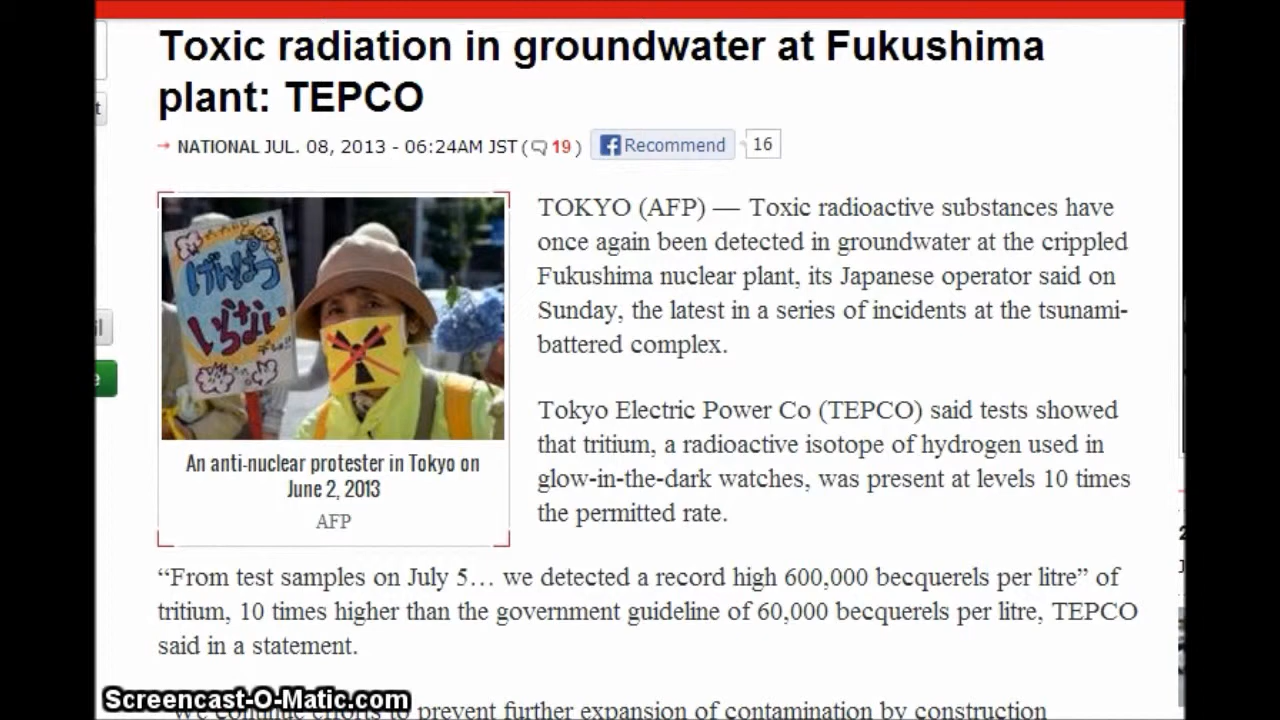 Toxic radiation in groundwater at Fukushima
plant: TEPCO
→ NATIONAL JUL. 08, 2013 - 06:24AM JST ( 19 )
Recommend
16
げんぱつ
いらない
An anti-nuclear protester in Tokyo on
June 2, 2013
AFP
TOKYO (AFP) — Toxic radioactive substances have
once again been detected in groundwater at the crippled
Fukushima nuclear plant, its Japanese operator said on
Sunday, the latest in a series of incidents at the tsunami-
battered complex.
Tokyo Electric Power Co (TEPCO) said tests showed
that tritium, a radioactive isotope of hydrogen used in
glow-in-the-dark watches, was present at levels 10 times
the permitted rate.
“From test samples on July 5… we detected a record high 600,000 becquerels per litre” of
tritium, 10 times higher than the government guideline of 60,000 becquerels per litre, TEPCO
said in a statement.
“We continue efforts to prevent further expansion of contamination by construction
Screencast-O-Matic.com